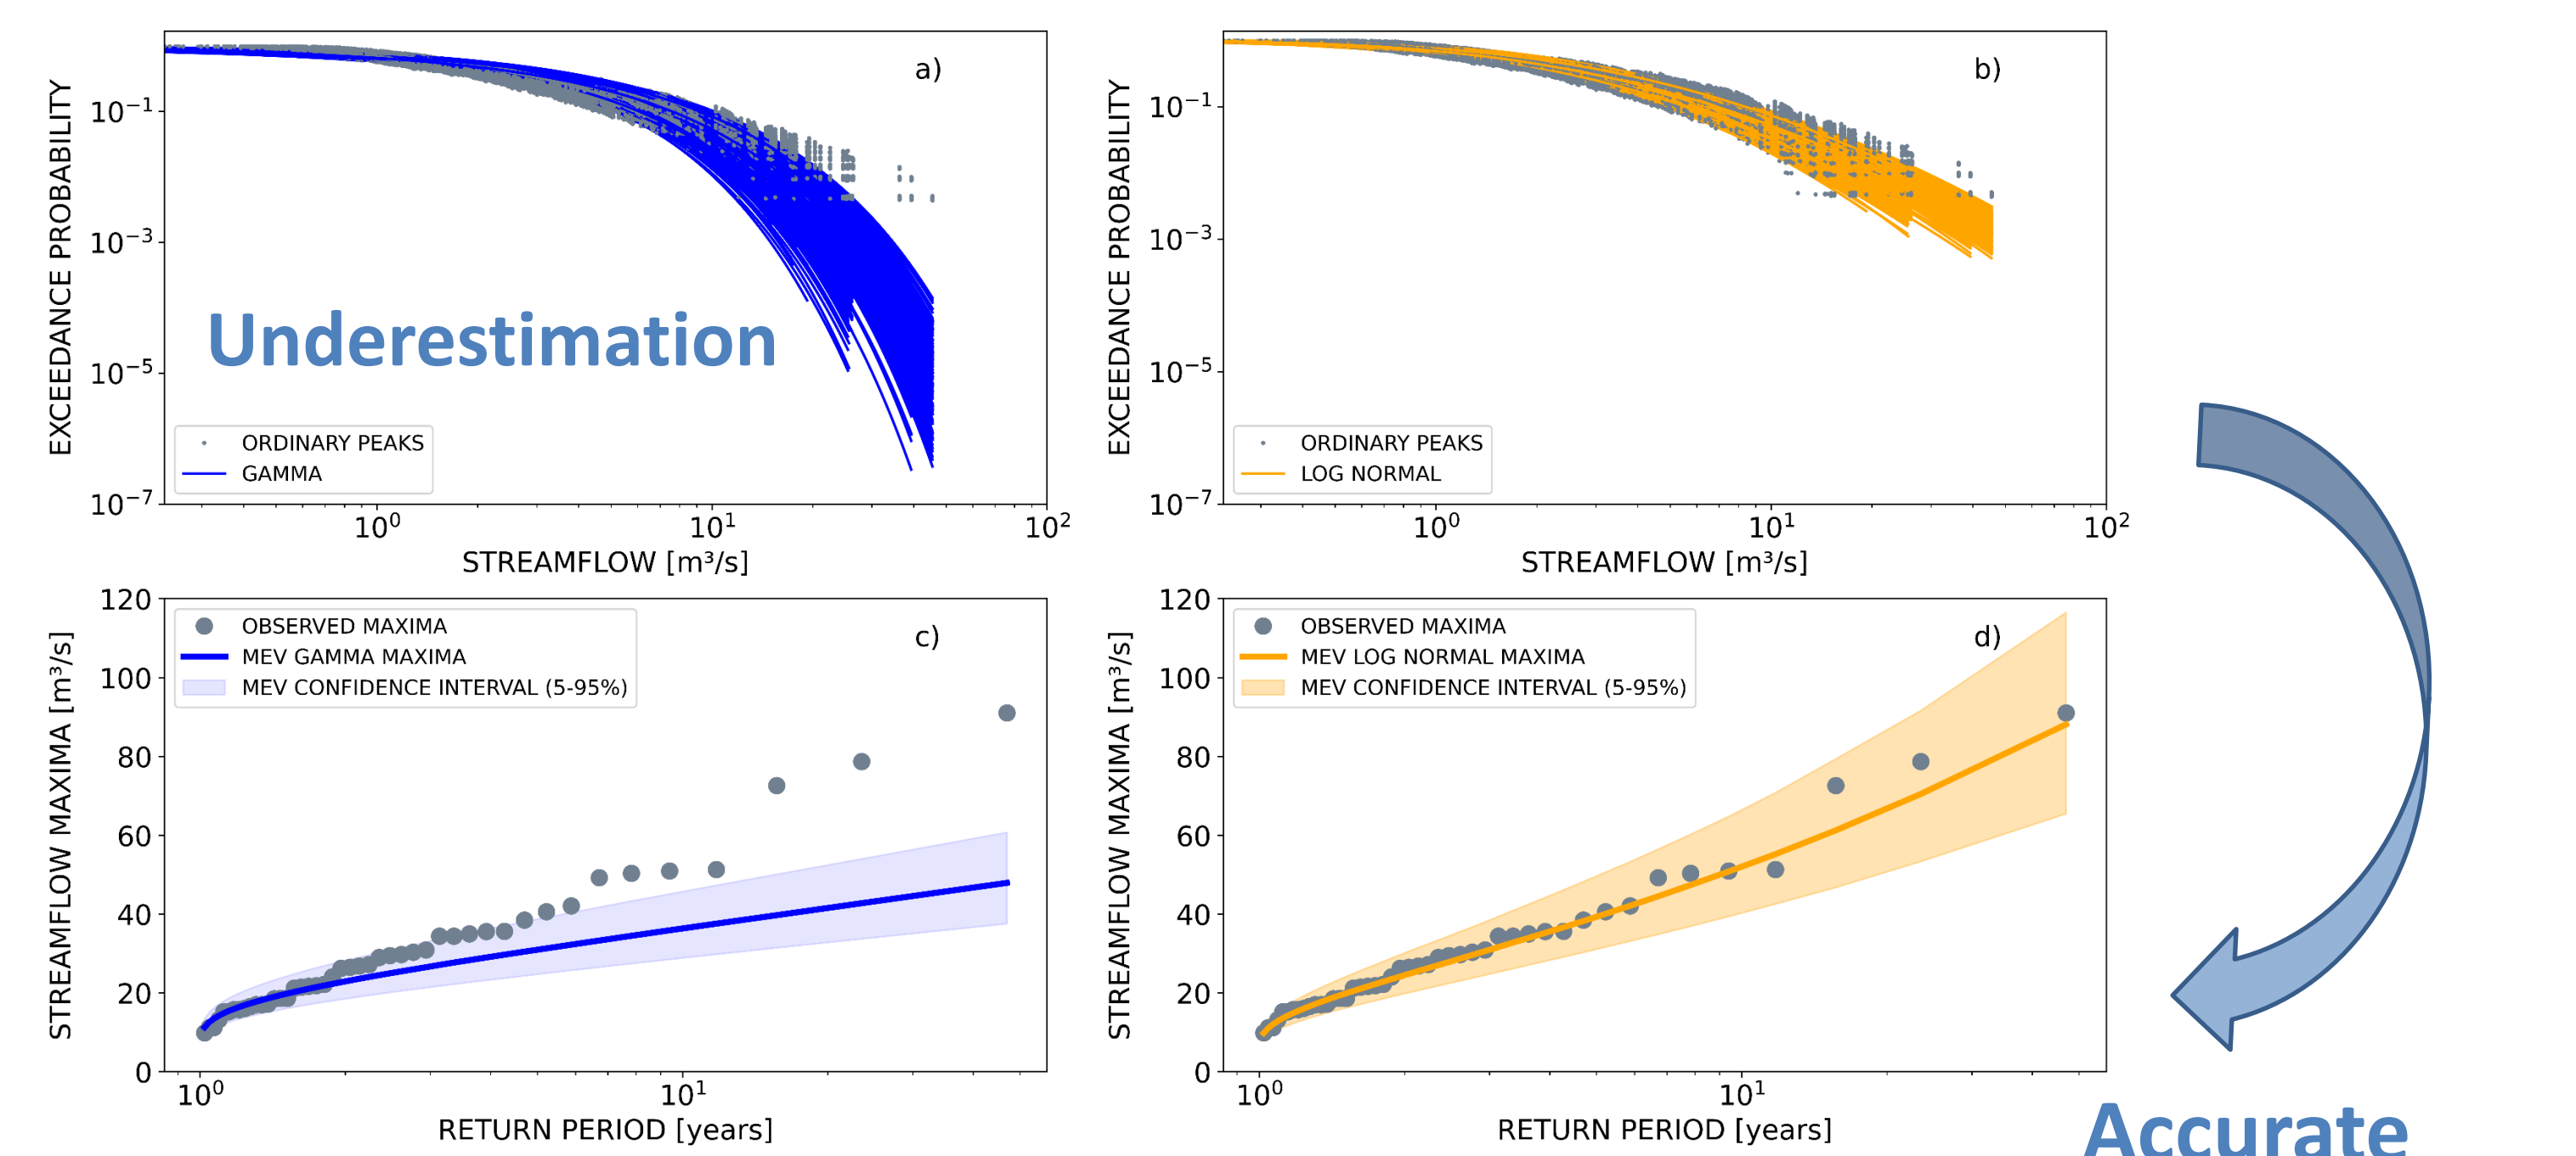 a)
EXCEEDANCE PROBABILITY
10⁻¹
10⁻³
10⁻⁵
10⁻⁷
Underestimation
ORDINARY PEAKS
GAMMA
10⁰
10¹
10²
STREAMFLOW [m³/s]
b)
EXCEEDANCE PROBABILITY
10⁻¹
10⁻³
10⁻⁵
10⁻⁷
ORDINARY PEAKS
LOG NORMAL
10⁰
10¹
10²
STREAMFLOW [m³/s]
c)
STREAMFLOW MAXIMA [m³/s]
120
100
80
60
40
20
0
OBSERVED MAXIMA
MEV GAMMA MAXIMA
MEV CONFIDENCE INTERVAL (5-95%)
10⁰
10¹
RETURN PERIOD [years]
d)
STREAMFLOW MAXIMA [m³/s]
120
100
80
60
40
20
0
OBSERVED MAXIMA
MEV LOG NORMAL MAXIMA
MEV CONFIDENCE INTERVAL (5-95%)
10⁰
10¹
RETURN PERIOD [years]
Accurate